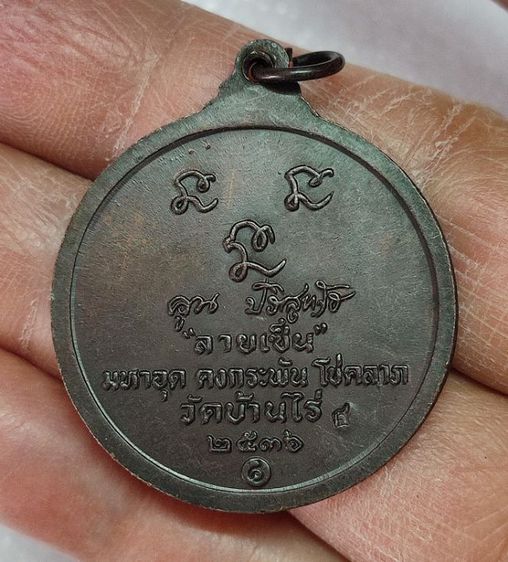 คูณ ปริสุทฺโธ
"ลายเซ็น"
มหาอุด คงกระพัน โชคลาภ
วัดบ้านไร่
๒๕๓๖
๑